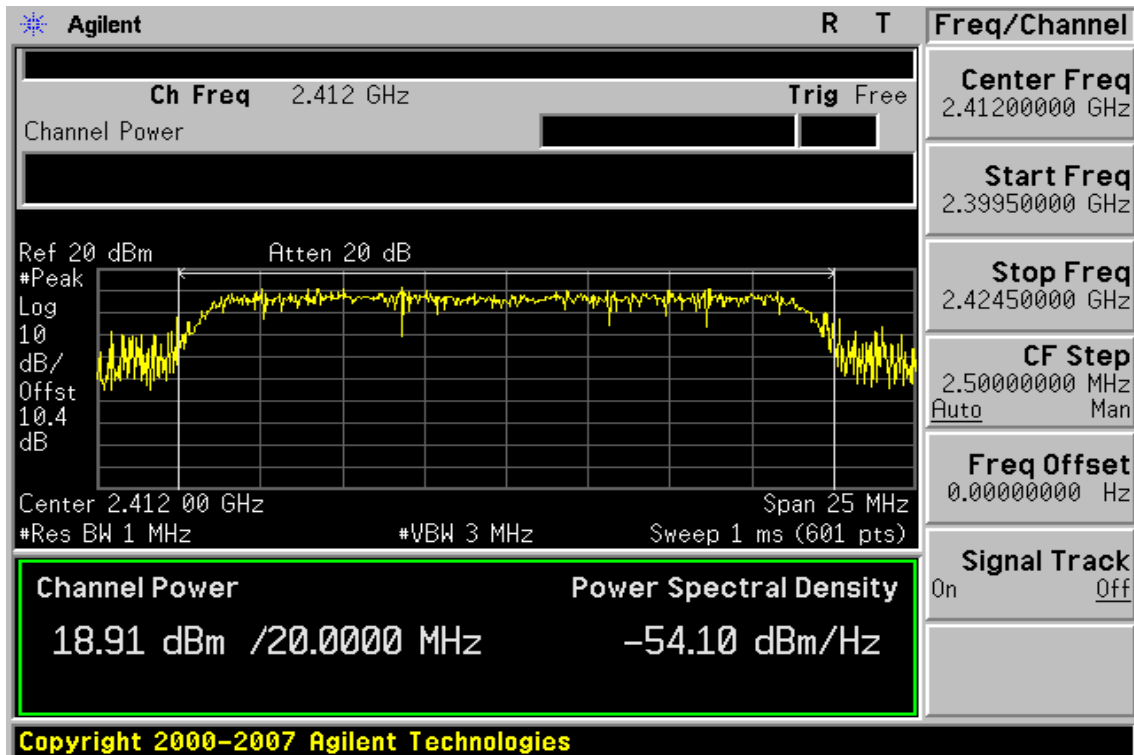 Agilent R T
Freq/Channel
Ch Freq 2.412 GHz Trig Free
Channel Power
Ref 20 dBm Atten 20 dB
#Peak
Log
10
dB/
Offst
10.4
dB
Center 2.412 00 GHz Span 25 MHz
#Res BW 1 MHz #VBW 3 MHz Sweep 1 ms (601 pts)
Channel Power Power Spectral Density
18.91 dBm /20.0000 MHz -54.10 dBm/Hz
Copyright 2000-2007 Agilent Technologies
Center Freq
2.41200000 GHz
Start Freq
2.39950000 GHz
Stop Freq
2.42450000 GHz
CF Step
2.50000000 MHz
Auto Man
Freq Offset
0.00000000 Hz
Signal Track
On Off